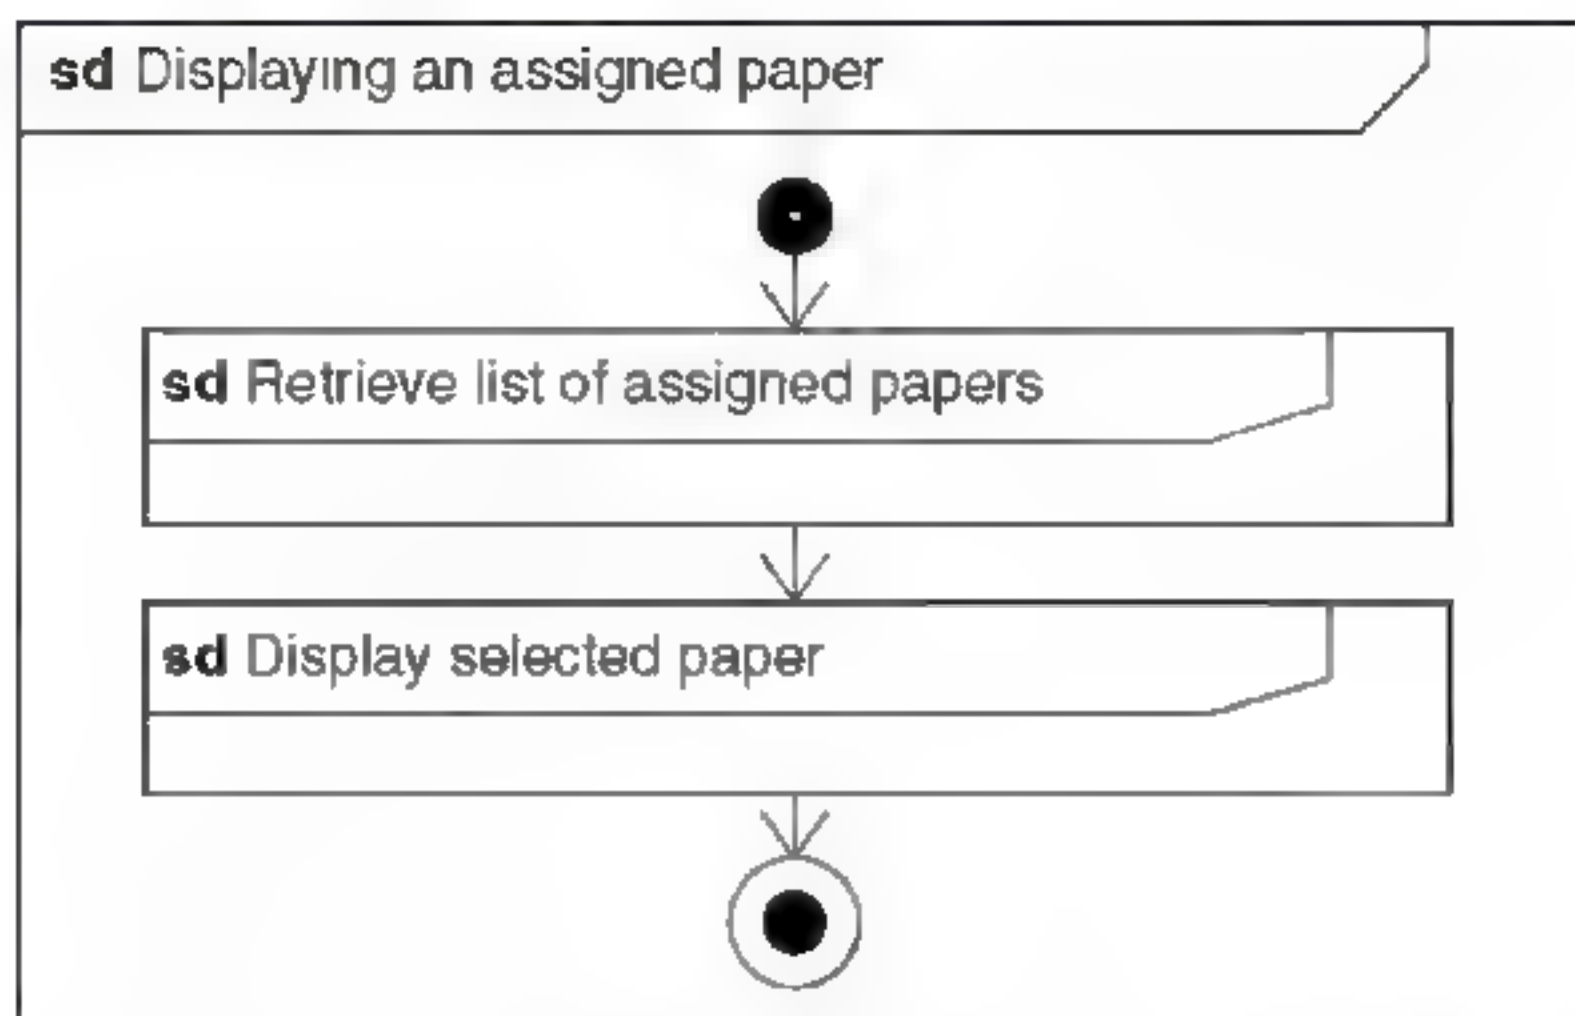 sd Displaying an assigned paper
sd Retrieve list of assigned papers
sd Display selected paper